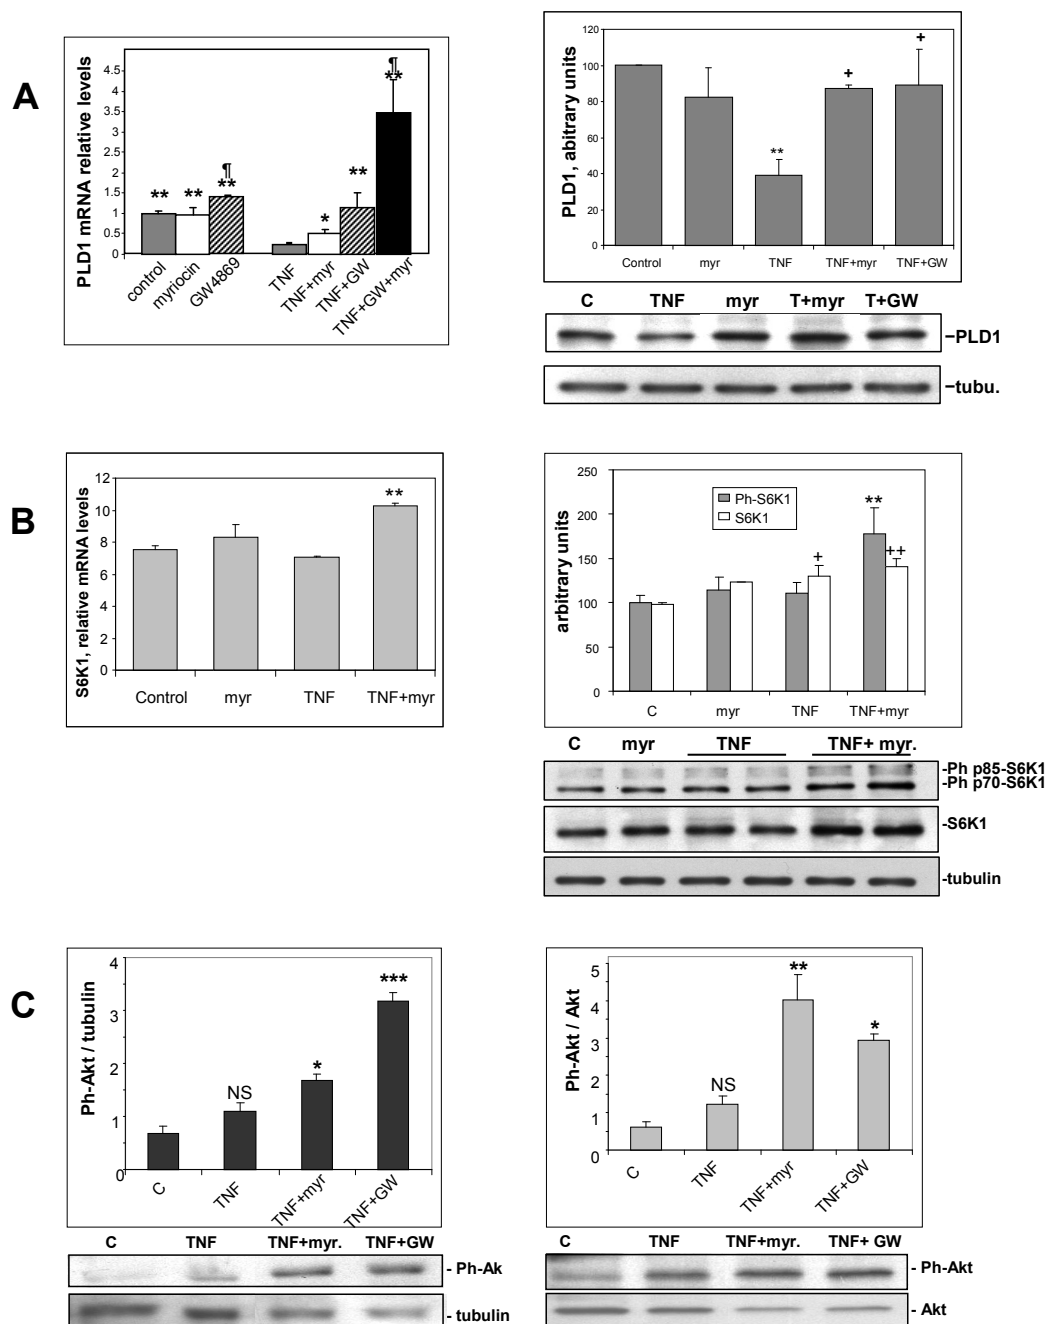 A
PLD1 mRNA relative levels
4.5
4
3.5
3
2.5
2
1.5
1
0.5
0
** ** ¶ ** * ** ¶ **
control myriocin GW4869 TNF TNF+myr TNF+GW TNF+GW+myr
PLD1, abitrary units
120
100
80
60
40
20
0
** + +
Control myr TNF TNF+myr TNF+GW
C TNF myr T+myr T+GW
–PLD1
–tubu.
B
S6K1, relative mRNA levels
12
10
8
6
4
2
0
**
Control myr TNF TNF+myr
arbitrary units
250
200
150
100
50
0
Ph-S6K1
S6K1
+ ** ++
C myr TNF TNF+myr
C myr TNF TNF+ myr.
-Ph p85-S6K1
-Ph p70-S6K1
-S6K1
-tubulin
C
Ph-Akt / tubulin
4
3
2
1
0
NS * ***
C TNF TNF+myr TNF+GW
C TNF TNF+myr. TNF+GW
- Ph-Ak
- tubulin
Ph-Akt / Akt
5
4
3
2
1
0
NS ** *
C TNF TNF+myr TNF+GW
C TNF TNF+myr. TNF+ GW
- Ph-Akt
- Akt